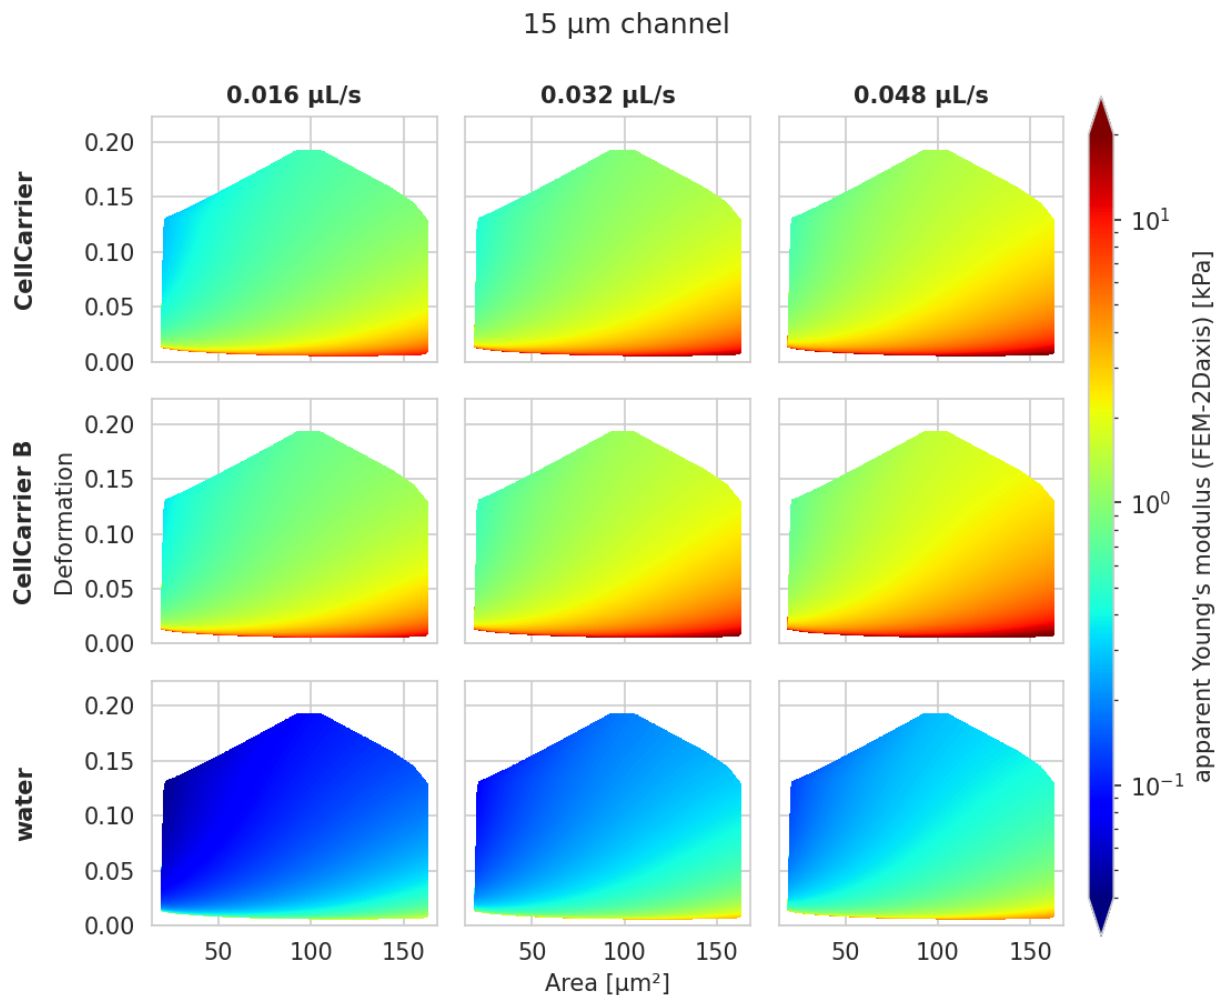 15 µm channel
0.016 µL/s 0.032 µL/s 0.048 µL/s
CellCarrier
0.20
0.15
0.10
0.05
0.00
CellCarrier B
Deformation
0.20
0.15
0.10
0.05
0.00
water
0.20
0.15
0.10
0.05
0.00
50 100 150 50 100 150 50 100 150
Area [µm²]
10¹
10⁰
10⁻¹
apparent Young's modulus (FEM-2Daxis) [kPa]